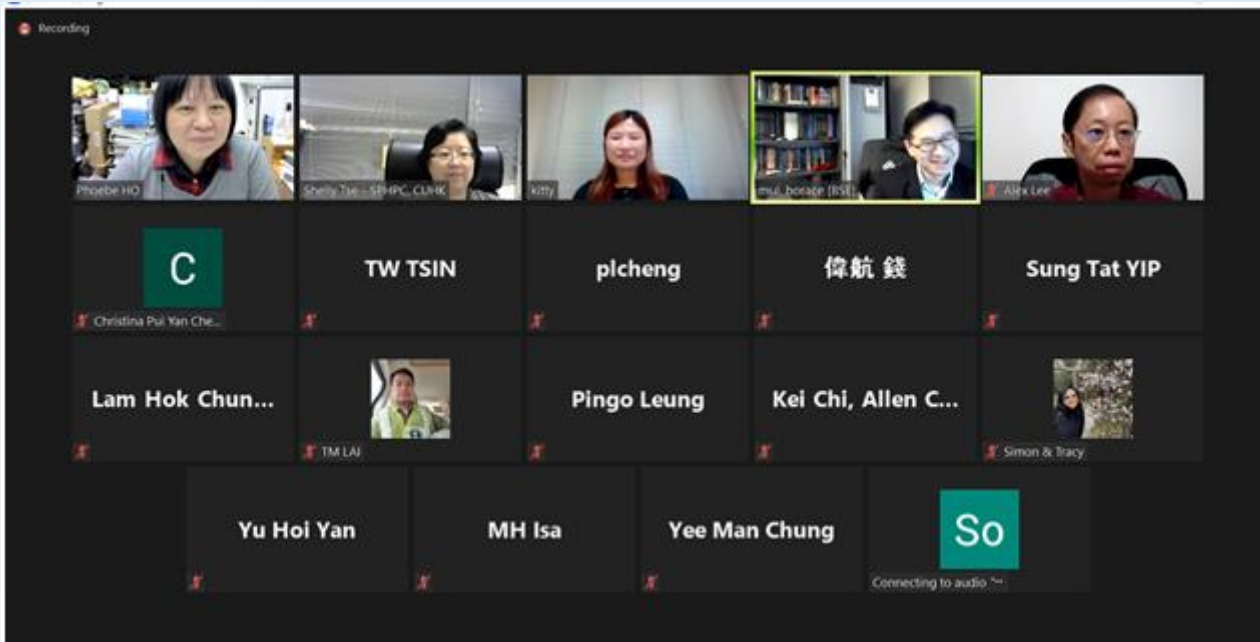 Recording
Phoebe HO
Shelly Tse - SPHPC, CUHK
kitty
mui_horace [BSE]
Alex Lee
C
Christina Pui Yan Che...
TW TSIN
plcheng
偉航 錢
Sung Tat YIP
Lam Hok Chun...
TM LAI
Pingo Leung
Kei Chi, Allen C...
Simon & Tracy
Yu Hoi Yan
MH Isa
Yee Man Chung
So
Connecting to audio